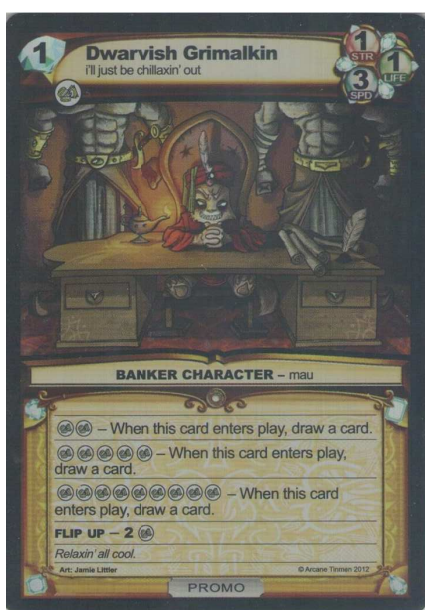 1
Dwarvish Grimalkin
i'll just be chillaxin' out
1
STR
1
LIFE
3
SPD
BANKER CHARACTER – mau
– When this card enters play, draw a card.
– When this card enters play,
draw a card.
– When this card
enters play, draw a card.
FLIP UP – 2
Relaxin' all cool.
Art: Jamie Littler
© Arcane Tinmen 2012
PROMO